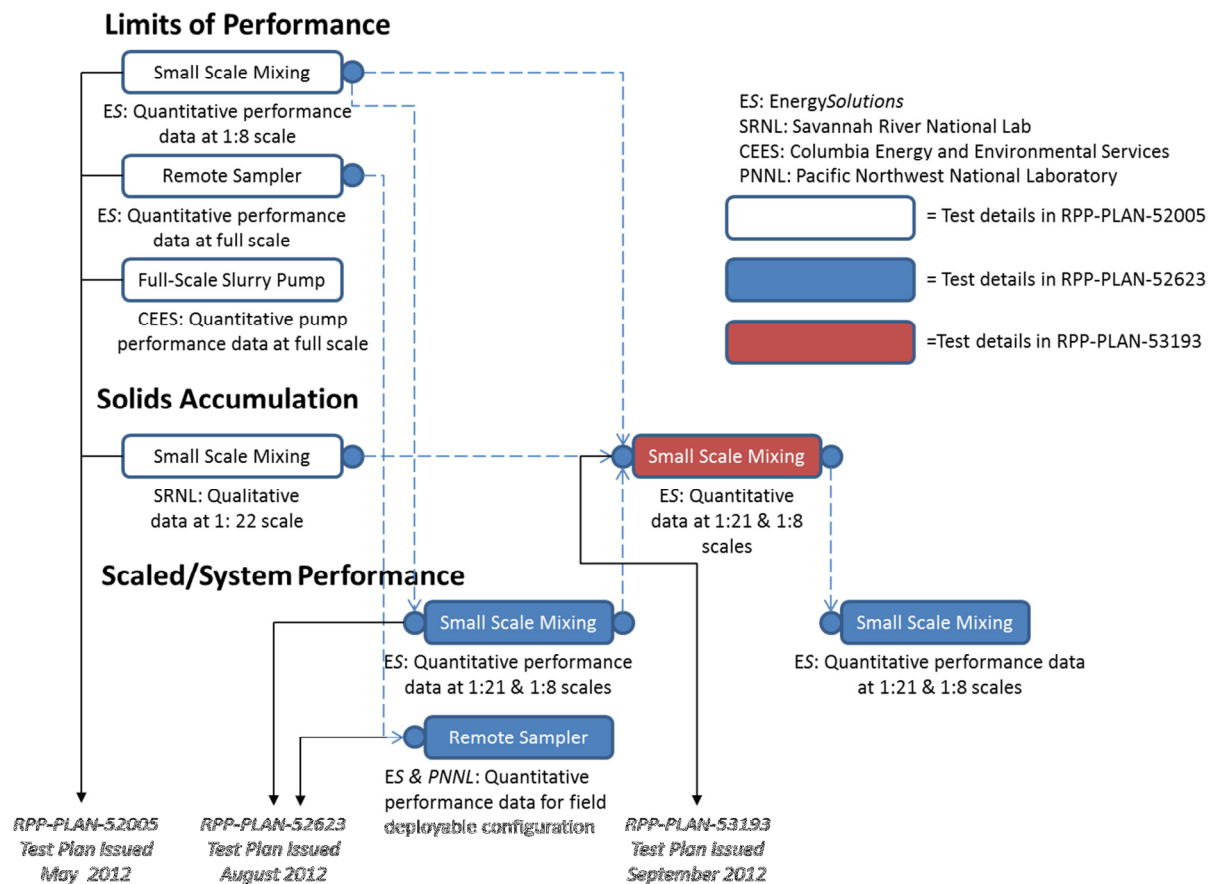 Limits of Performance
Small Scale Mixing
ES: Quantitative performance
data at 1:8 scale
Remote Sampler
ES: Quantitative performance
data at full scale
Full-Scale Slurry Pump
CEES: Quantitative pump
performance data at full scale
ES: EnergySolutions
SRNL: Savannah River National Lab
CEES: Columbia Energy and Environmental Services
PNNL: Pacific Northwest National Laboratory
= Test details in RPP-PLAN-52005
= Test details in RPP-PLAN-52623
=Test details in RPP-PLAN-53193
Solids Accumulation
Small Scale Mixing
SRNL: Qualitative
data at 1: 22 scale
Small Scale Mixing
ES: Quantitative
data at 1:21 & 1:8
scales
Scaled/System Performance
Small Scale Mixing
ES: Quantitative performance
data at 1:21 & 1:8 scales
Small Scale Mixing
ES: Quantitative performance data
at 1:21 & 1:8 scales
Remote Sampler
ES & PNNL: Quantitative
performance data for field
deployable configuration
RPP-PLAN-52005
Test Plan Issued
May 2012
RPP-PLAN-52623
Test Plan Issued
August 2012
RPP-PLAN-53193
Test Plan Issued
September 2012